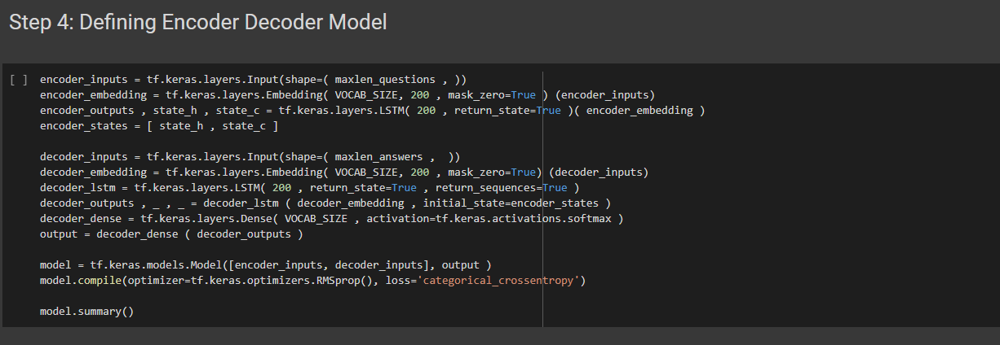 Step 4: Defining Encoder Decoder Model
[ ] encoder_inputs = tf.keras.layers.Input(shape=( maxlen_questions , ))
encoder_embedding = tf.keras.layers.Embedding( VOCAB_SIZE, 200 , mask_zero=True ) (encoder_inputs)
encoder_outputs , state_h , state_c = tf.keras.layers.LSTM( 200 , return_state=True )( encoder_embedding )
encoder_states = [ state_h , state_c ]
decoder_inputs = tf.keras.layers.Input(shape=( maxlen_answers ,  ))
decoder_embedding = tf.keras.layers.Embedding( VOCAB_SIZE, 200 , mask_zero=True) (decoder_inputs)
decoder_lstm = tf.keras.layers.LSTM( 200 , return_state=True , return_sequences=True )
decoder_outputs , _ , _ = decoder_lstm ( decoder_embedding , initial_state=encoder_states )
decoder_dense = tf.keras.layers.Dense( VOCAB_SIZE , activation=tf.keras.activations.softmax )
output = decoder_dense ( decoder_outputs )
model = tf.keras.models.Model([encoder_inputs, decoder_inputs], output )
model.compile(optimizer=tf.keras.optimizers.RMSprop(), loss='categorical_crossentropy')
model.summary()